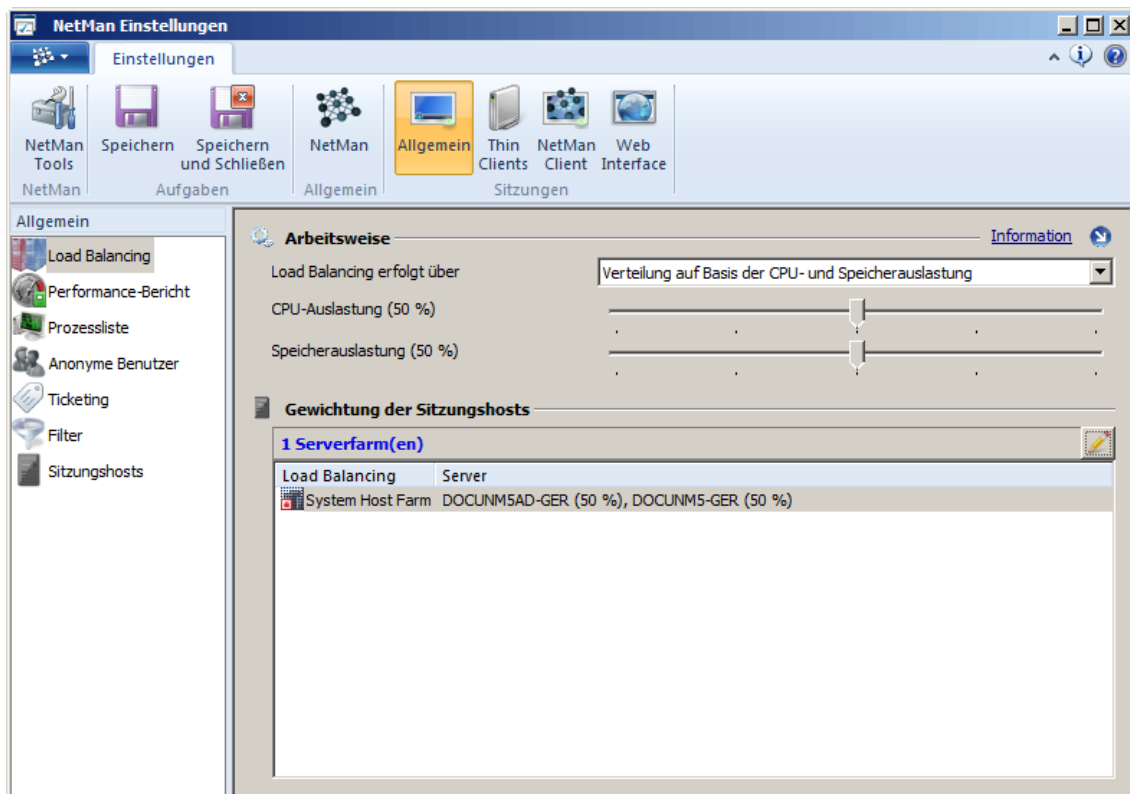 NetMan Einstellungen
Einstellungen
NetMan Tools
Speichern
Speichern und Schließen
NetMan
Allgemein
Thin Clients
NetMan Client
Web Interface
NetMan
Aufgaben
Allgemein
Sitzungen
Allgemein
Load Balancing
Performance-Bericht
Prozessliste
Anonyme Benutzer
Ticketing
Filter
Sitzungshosts
Arbeitsweise
Information
Load Balancing erfolgt über
Verteilung auf Basis der CPU- und Speicherauslastung
CPU-Auslastung (50 %)
Speicherauslastung (50 %)
Gewichtung der Sitzungshosts
1 Serverfarm(en)
Load Balancing Server
System Host Farm DOCUNM5AD-GER (50 %), DOCUNM5-GER (50 %)